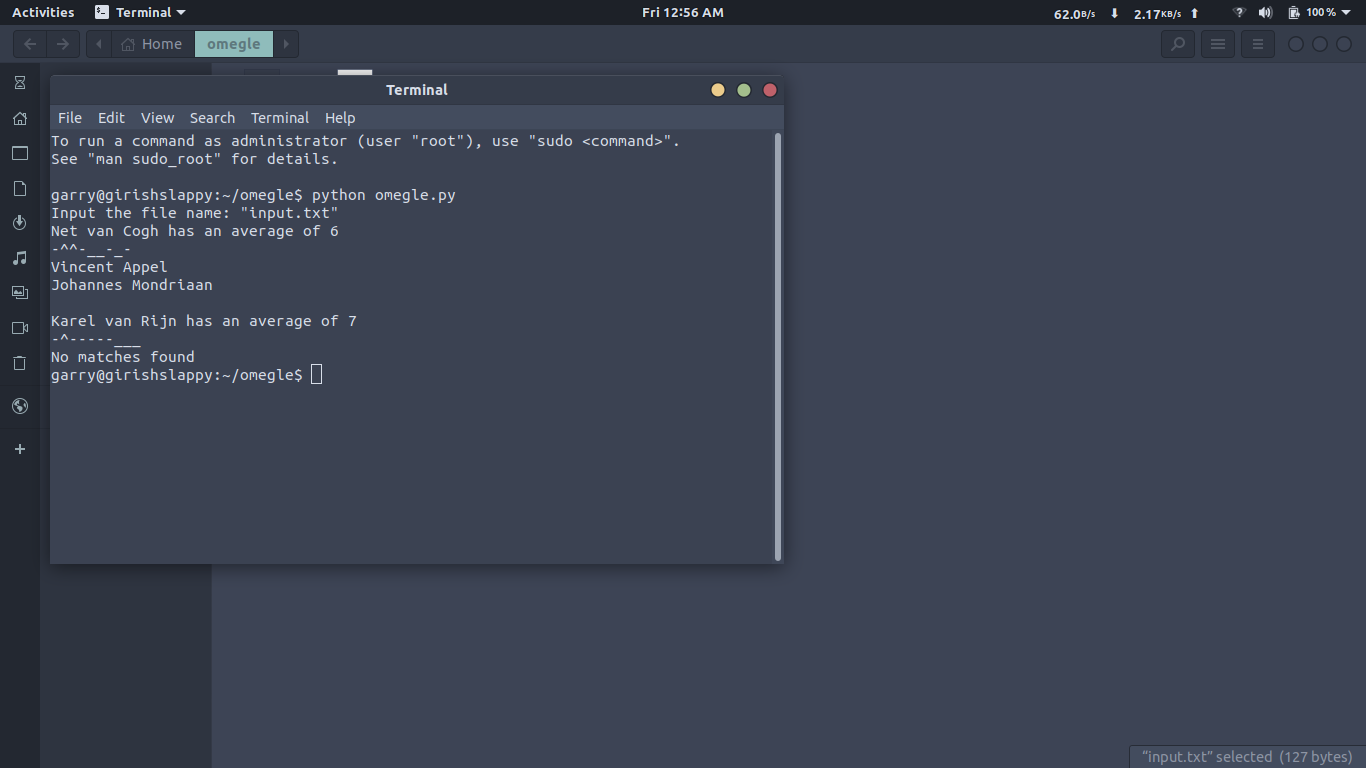 Activities Terminal Fri 12:56 AM 62.0B/s 2.17KB/s 100 %
Home omegle
Terminal
File Edit View Search Terminal Help
To run a command as administrator (user "root"), use "sudo <command>".
See "man sudo_root" for details.
garry@girishslappy:~/omegle$ python omegle.py
Input the file name: "input.txt"
Net van Cogh has an average of 6
-^^-__-_-
Vincent Appel
Johannes Mondriaan
Karel van Rijn has an average of 7
-^-----___
No matches found
garry@girishslappy:~/omegle$
"input.txt" selected (127 bytes)